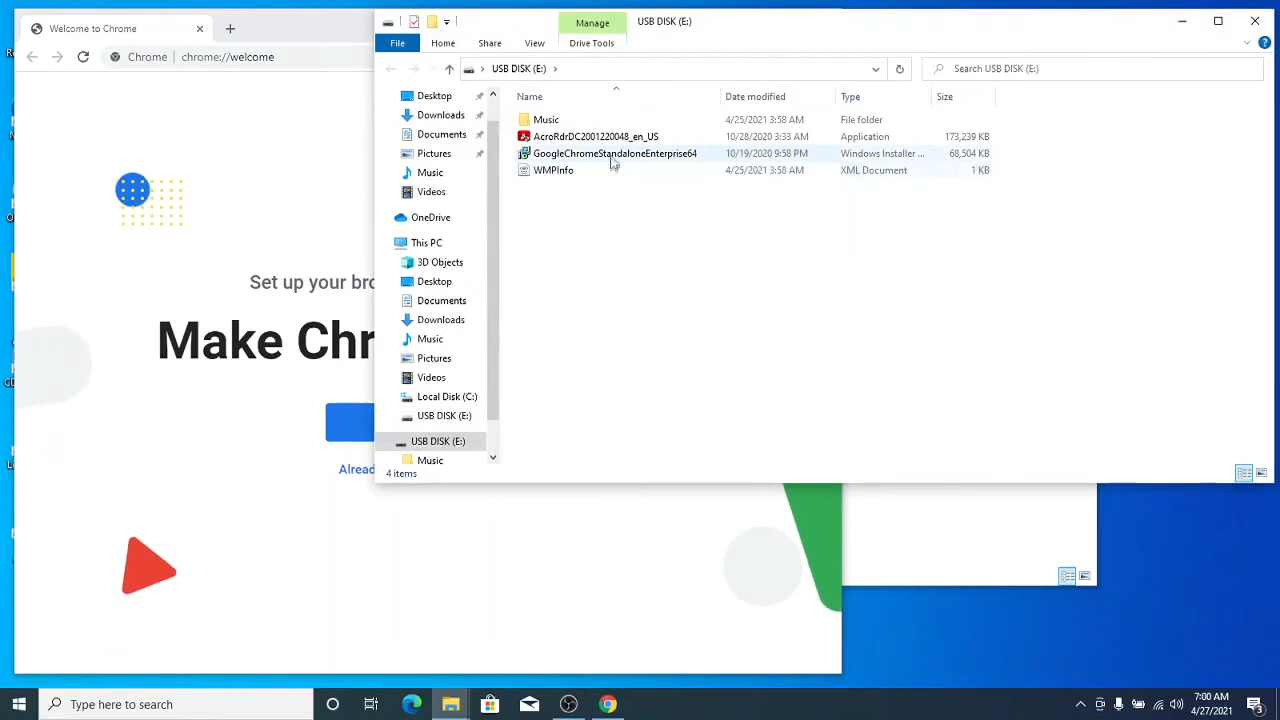 Welcome to Chrome
Chrome
chrome://welcome
Set up your bro
Make Chr
Alread
Manage
USB DISK (E:)
File
Home
Share
View
Drive Tools
USB DISK (E:)
Search USB DISK (E:)
Desktop
Downloads
Documents
Pictures
Music
Videos
OneDrive
This PC
3D Objects
Desktop
Documents
Downloads
Music
Pictures
Videos
Local Disk (C:)
USB DISK (E:)
USB DISK (E:)
Music
Name Date modified Type Size
Music 4/25/2021 3:58 AM File folder
AcroRdrDC2001220048_en_US 10/28/2020 3:33 AM Application 173,239 KB
GoogleChromeStandaloneEnterprise64 10/19/2020 9:58 PM Windows Installer ... 68,504 KB
WMPInfo 4/25/2021 3:58 AM XML Document 1 KB
4 items
Type here to search
7:00 AM
4/27/2021
3